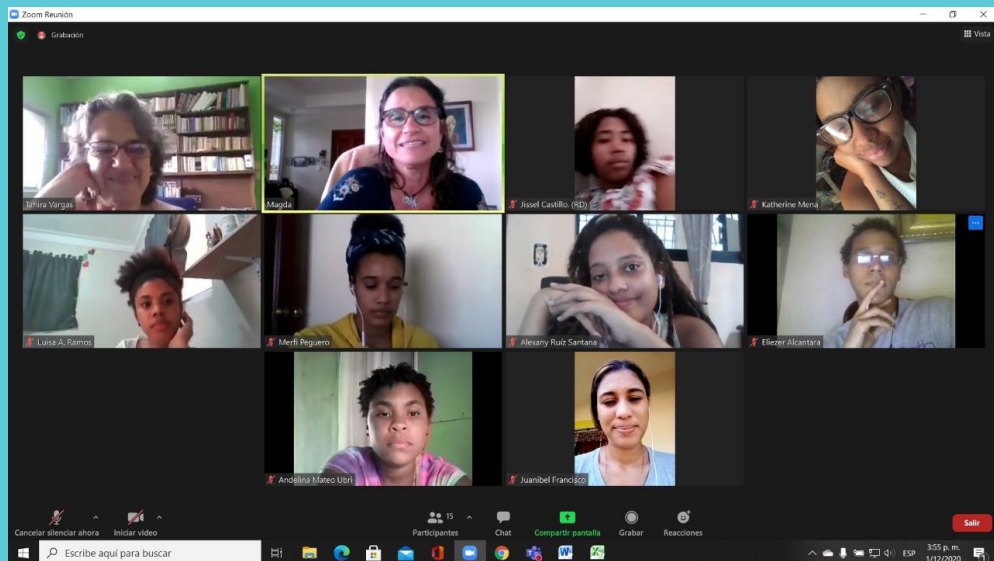 Zoom Reunión
Grabación
Vista
Tahira Vargas
Magda
Jissel Castillo. (RD)
Katherine Mena
Luisa A. Ramos
Merfi Peguero
Alexany Ruiz Santana
Eliezer Alcantara
Andelina Mateo Ubri
Juanibel Francisco
Cancelar silenciar ahora
Iniciar video
Participantes
15
Chat
Compartir pantalla
Grabar
Reacciones
Salir
Escribe aquí para buscar
ESP
3:55 p. m.
1/12/2020